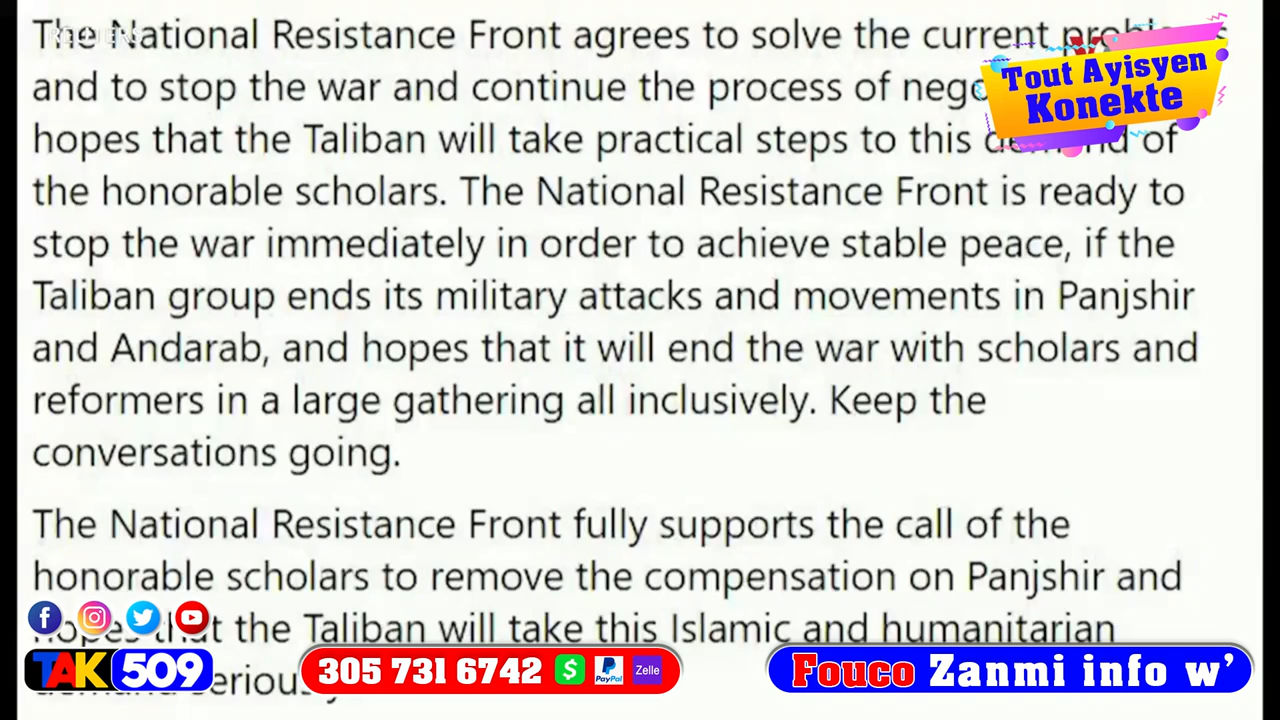 The National Resistance Front agrees to solve the current
REUTERS
and to stop the war and continue the process of
hopes that the Taliban will take practical steps to this of
the honorable scholars. The National Resistance Front is ready to
stop the war immediately in order to achieve stable peace, if the
Taliban group ends its military attacks and movements in Panjshir
and Andarab, and hopes that it will end the war with scholars and
reformers in a large gathering all inclusively. Keep the
conversations going.
The National Resistance Front fully supports the call of the
honorable scholars to remove the compensation on Panjshir and
hopes that the Taliban will take this Islamic and humanitarian
Tout Ayisyen
Konekte
TAK 509
305 731 6742 $ PayPal Zelle
Fouco Zanmi info w'